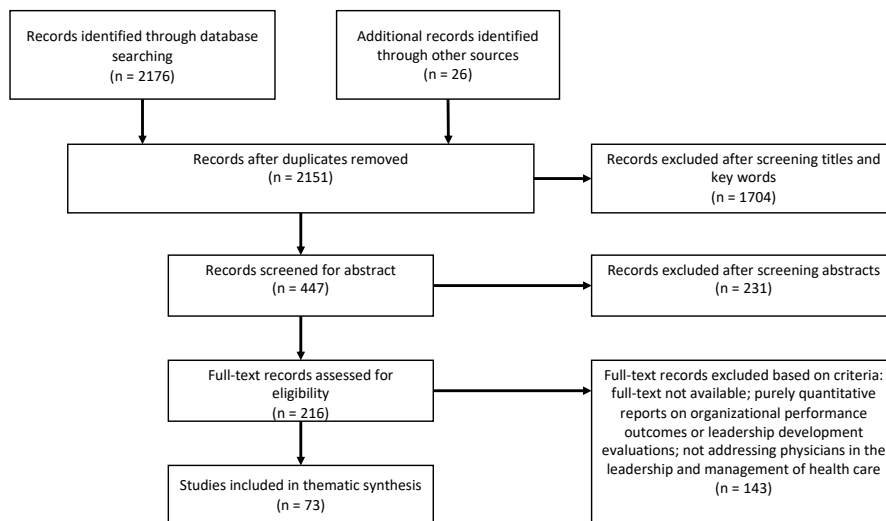 Records identified through database
searching
(n = 2176)
Additional records identified
through other sources
(n = 26)
Records after duplicates removed
(n = 2151)
Records excluded after screening titles and
key words
(n = 1704)
Records screened for abstract
(n = 447)
Records excluded after screening abstracts
(n = 231)
Full-text records assessed for
eligibility
(n = 216)
Full-text records excluded based on criteria:
full-text not available; purely quantitative
reports on organizational performance
outcomes or leadership development
evaluations; not addressing physicians in the
leadership and management of health care
(n = 143)
Studies included in thematic synthesis
(n = 73)